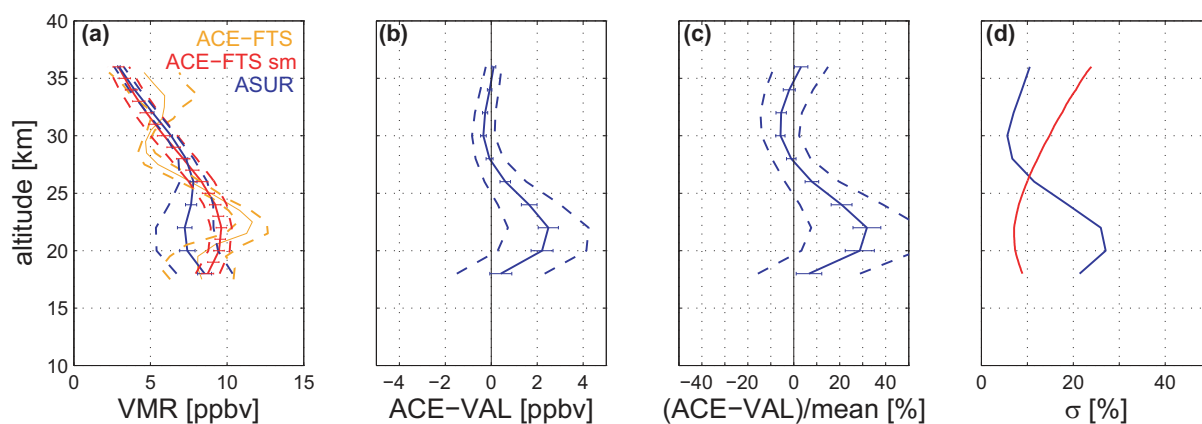 (a)
ACE−FTS
ACE−FTS sm
ASUR
(b)
(c)
(d)
40
35
30
25
20
15
10
altitude [km]
0 5 10 15
VMR [ppbv]
−4 −2 0 2 4
ACE−VAL [ppbv]
−40 −20 0 20 40
(ACE−VAL)/mean [%]
0 20 40
σ [%]